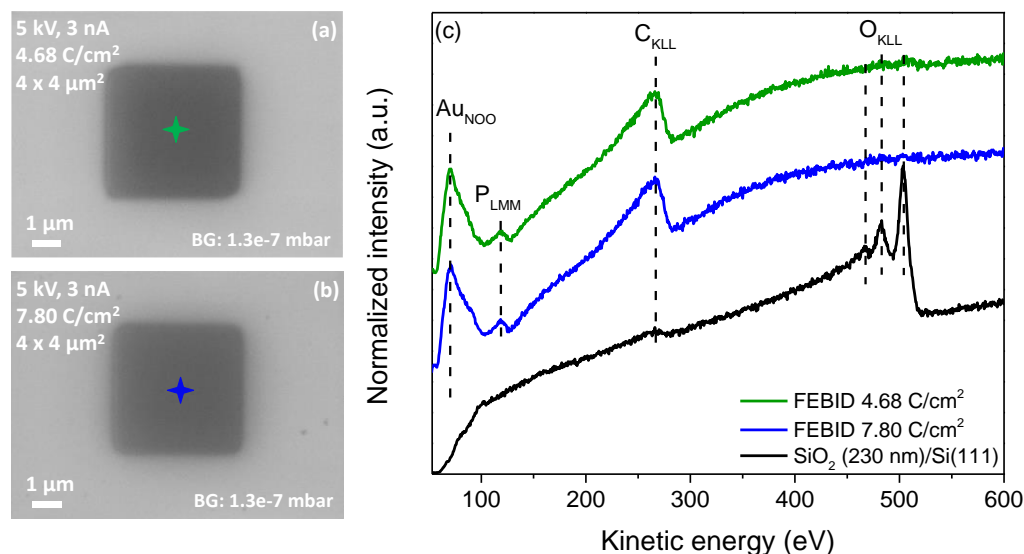 5 kV, 3 nA
4.68 C/cm²
4 x 4 µm²
(a)
1 µm
BG: 1.3e-7 mbar
5 kV, 3 nA
7.80 C/cm²
4 x 4 µm²
(b)
1 µm
BG: 1.3e-7 mbar
(c)
Normalized intensity (a.u.)
Au_NOO
P_LMM
C_KLL
O_KLL
FEBID 4.68 C/cm²
FEBID 7.80 C/cm²
SiO₂ (230 nm)/Si(111)
100 200 300 400 500 600
Kinetic energy (eV)